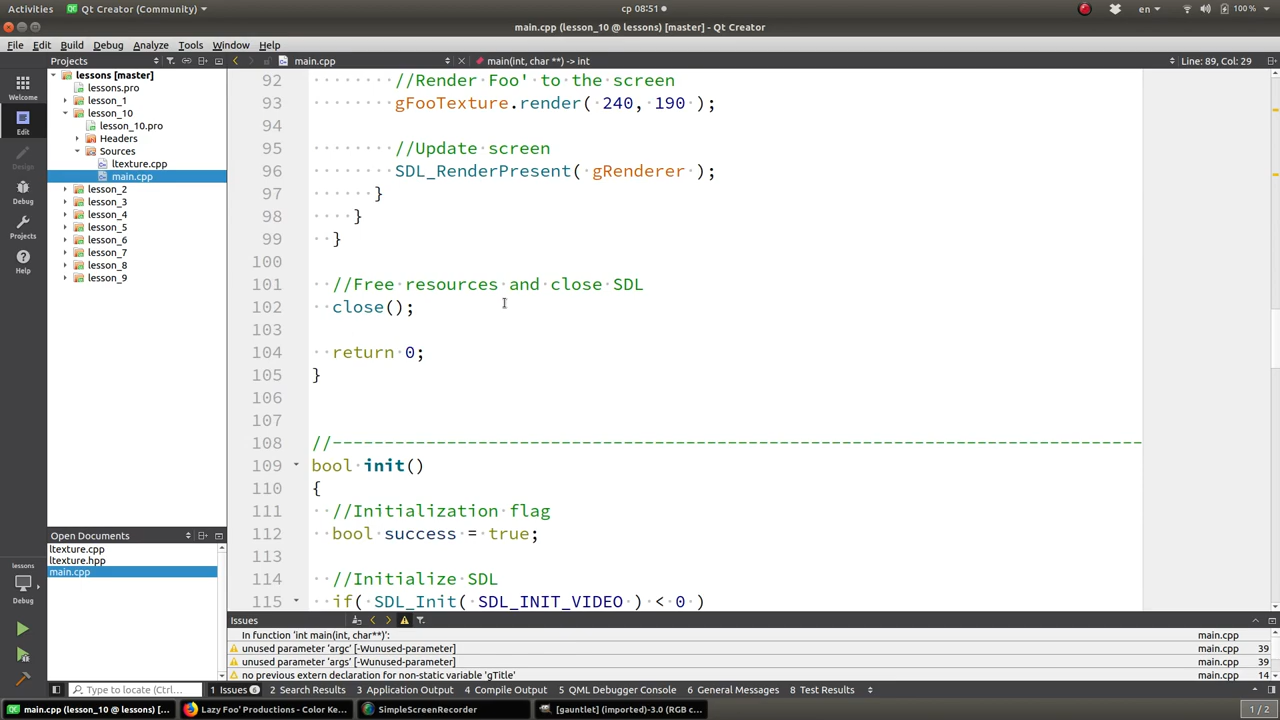 Activities
Qt Creator (Community)
ср 08:51
en
100 %
main.cpp (lesson_10 @ lessons) [master] - Qt Creator
File Edit Build Debug Analyze Tools Window Help
Projects
main.cpp
main(int, char **) -> int
Line: 89, Col: 29
Welcome
Edit
Design
Debug
Projects
Help
lessons
Debug
lessons [master]
lessons.pro
lesson_1
lesson_10
lesson_10.pro
Headers
Sources
ltexture.cpp
main.cpp
lesson_2
lesson_3
lesson_4
lesson_5
lesson_6
lesson_7
lesson_8
lesson_9
Open Documents
ltexture.cpp
ltexture.hpp
main.cpp
92 //Render Foo' to the screen
93 gFooTexture.render( 240, 190 );
94
95 //Update screen
96 SDL_RenderPresent( gRenderer );
97 }
98 }
99 }
100
101 //Free resources and close SDL
102 close();
103
104 return 0;
105 }
106
107
108 //------------------------------------------------------------------------------
109 bool init()
110 {
111 //Initialization flag
112 bool success = true;
113
114 //Initialize SDL
115 if( SDL_Init( SDL_INIT_VIDEO ) < 0 )
Issues
In function 'int main(int, char**)': main.cpp
unused parameter 'argc' [-Wunused-parameter] main.cpp 39
unused parameter 'args' [-Wunused-parameter] main.cpp 39
no previous extern declaration for non-static variable 'gTitle' main.cpp 14
Type to locate (Ctrl...
1 Issues 6
2 Search Results
3 Application Output
4 Compile Output
5 QML Debugger Console
6 General Messages
8 Test Results
main.cpp (lesson_10 @ lessons) [m...
Lazy Foo' Productions - Color Ke...
SimpleScreenRecorder
[gauntlet] (imported)-3.0 (RGB c...
1 / 2